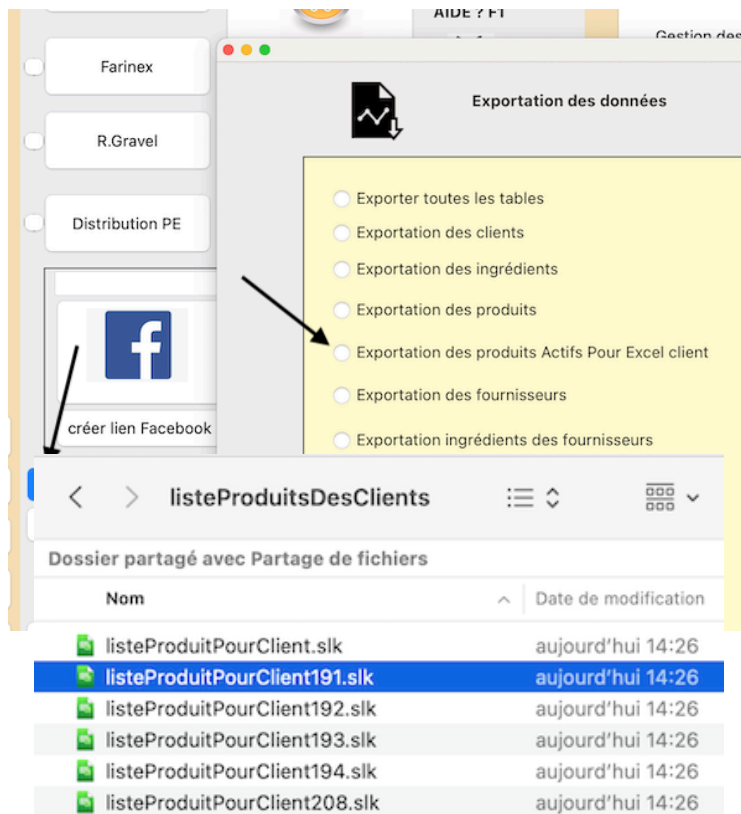 AIDE ? F1
Gestion des
Farinex
Exportation des données
R.Gravel
Exporter toutes les tables
Distribution PE
Exportation des clients
Exportation des ingrédients
Exportation des produits
Exportation des produits Actifs Pour Excel client
Exportation des fournisseurs
créer lien Facebook
Exportation ingrédients des fournisseurs
listeProduitsDesClients
Dossier partagé avec Partage de fichiers
Nom Date de modification
listeProduitPourClient.slk aujourd'hui 14:26
listeProduitPourClient191.slk aujourd'hui 14:26
listeProduitPourClient192.slk aujourd'hui 14:26
listeProduitPourClient193.slk aujourd'hui 14:26
listeProduitPourClient194.slk aujourd'hui 14:26
listeProduitPourClient208.slk aujourd'hui 14:26